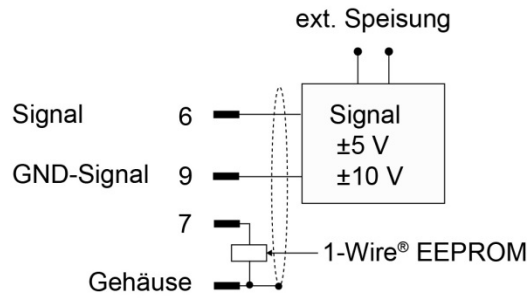 ext. Speisung
Signal 6
Signal
±5 V
±10 V
GND-Signal 9
7
1-Wire® EEPROM
Gehäuse